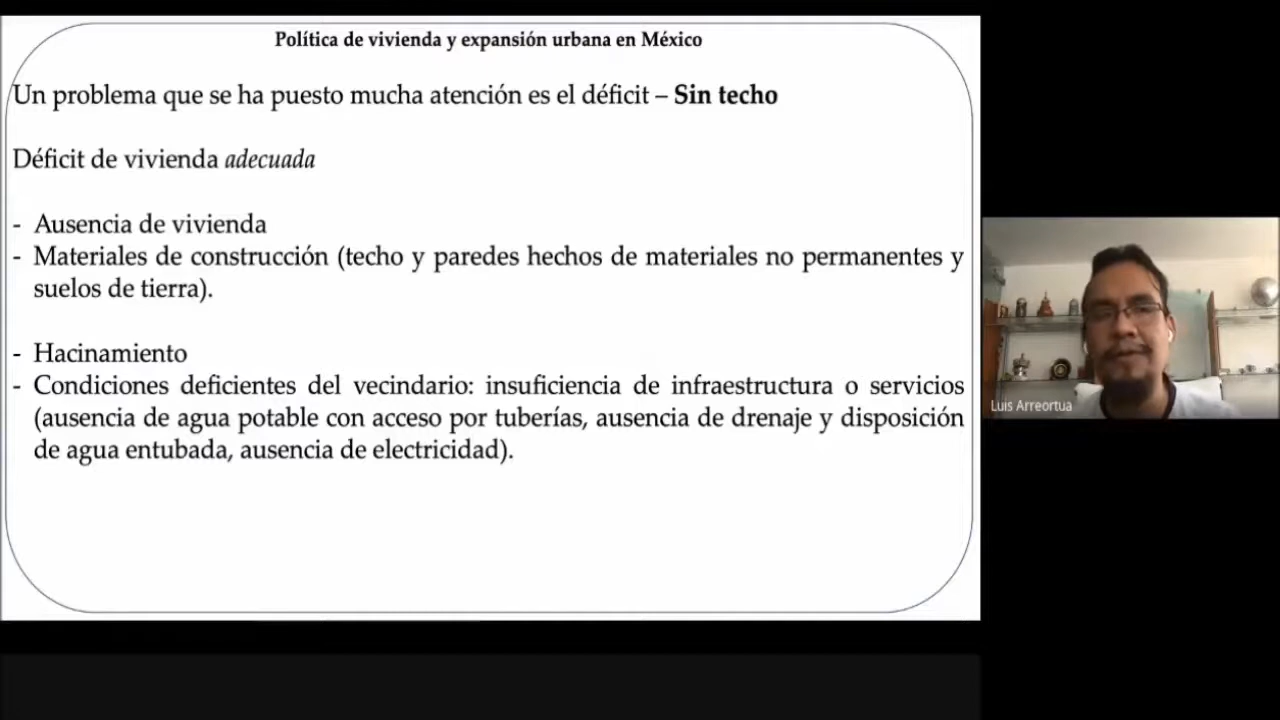 Política de vivienda y expansión urbana en México
Un problema que se ha puesto mucha atención es el déficit – Sin techo
Déficit de vivienda adecuada
- Ausencia de vivienda
- Materiales de construcción (techo y paredes hechos de materiales no permanentes y
suelos de tierra).
- Hacinamiento
- Condiciones deficientes del vecindario: insuficiencia de infraestructura o servicios
(ausencia de agua potable con acceso por tuberías, ausencia de drenaje y disposición
de agua entubada, ausencia de electricidad).
Luis Arreortua